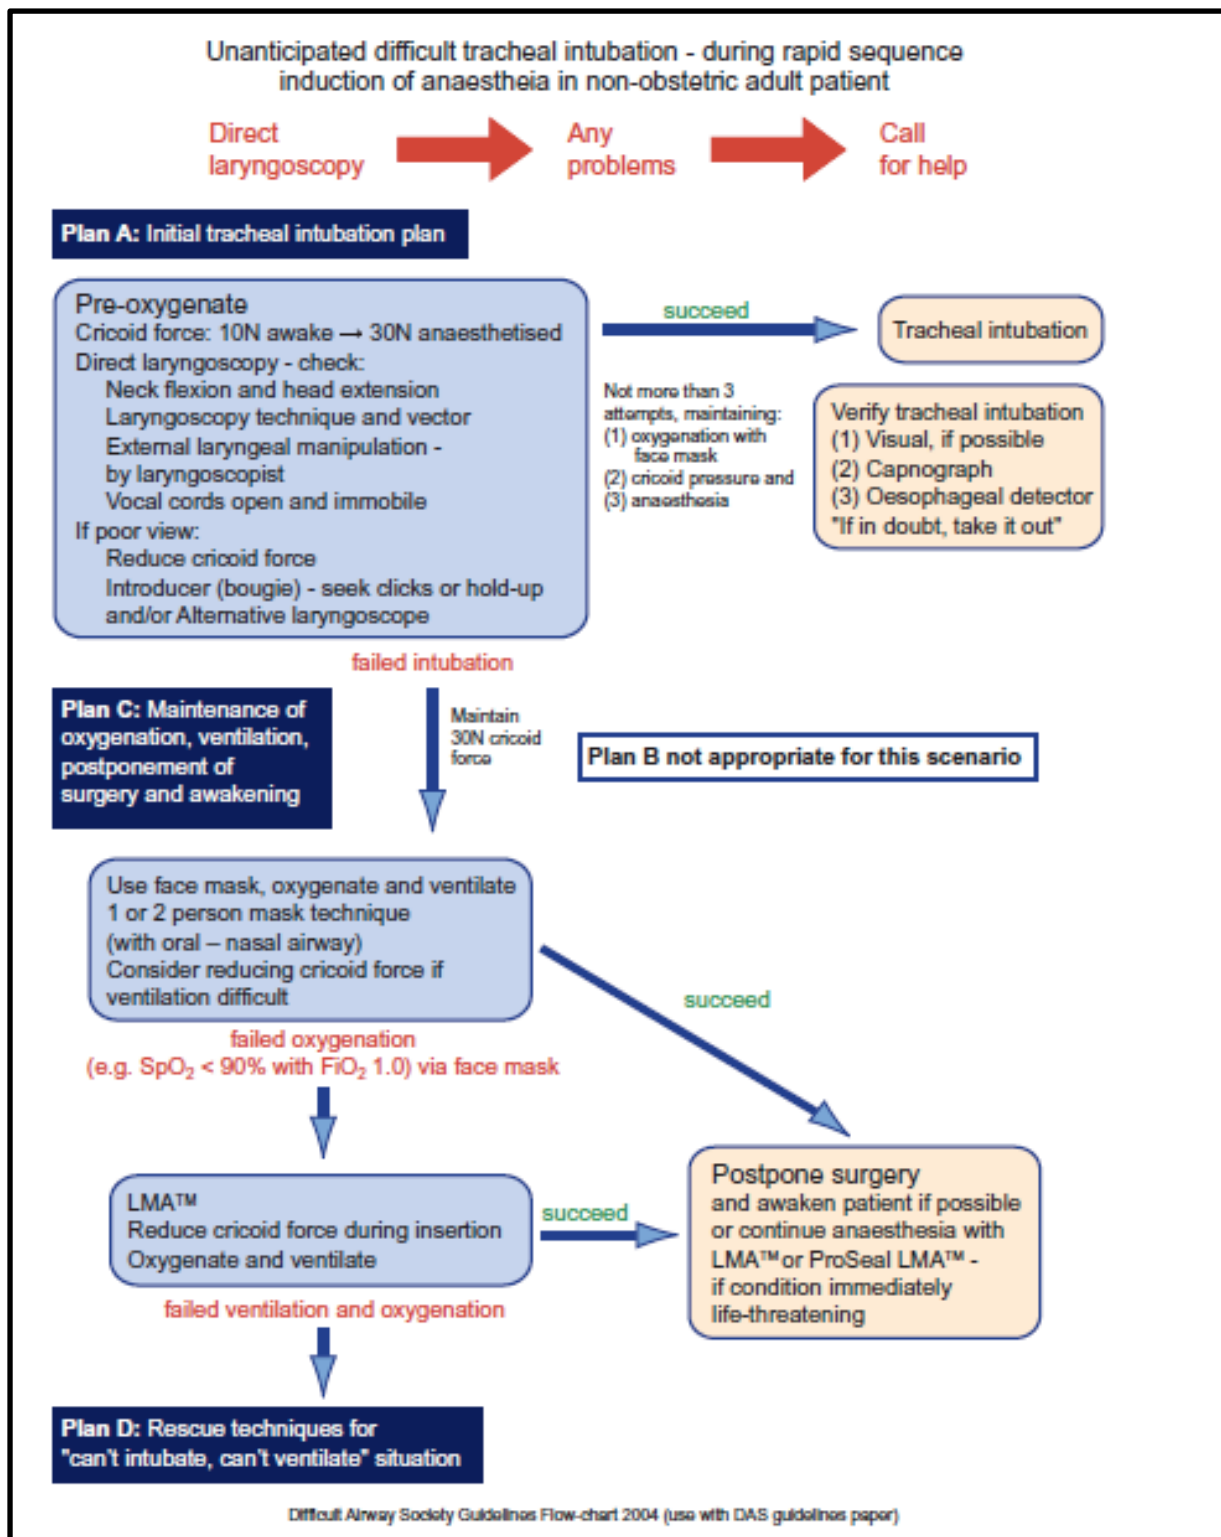 Unanticipated difficult tracheal intubation - during rapid sequence
induction of anaestheia in non-obstetric adult patient
Direct
laryngoscopy
Any
problems
Call
for help
Plan A: Initial tracheal intubation plan
Pre-oxygenate
Cricoid force: 10N awake → 30N anaesthetised
Direct laryngoscopy - check:
Neck flexion and head extension
Laryngoscopy technique and vector
External laryngeal manipulation -
by laryngoscopist
Vocal cords open and immobile
If poor view:
Reduce cricoid force
Introducer (bougie) - seek clicks or hold-up
and/or Alternative laryngoscope
succeed
Not more than 3
attempts, maintaining:
(1) oxygenation with
face mask
(2) cricoid pressure and
(3) anaesthesia
Tracheal intubation
Verify tracheal intubation
(1) Visual, if possible
(2) Capnograph
(3) Oesophageal detector
"If in doubt, take it out"
failed intubation
Plan C: Maintenance of
oxygenation, ventilation,
postponement of
surgery and awakening
Maintain
30N cricoid
force
Plan B not appropriate for this scenario
Use face mask, oxygenate and ventilate
1 or 2 person mask technique
(with oral – nasal airway)
Consider reducing cricoid force if
ventilation difficult
succeed
failed oxygenation
(e.g. SpO₂ < 90% with FiO₂ 1.0) via face mask
LMA™
Reduce cricoid force during insertion
Oxygenate and ventilate
succeed
Postpone surgery
and awaken patient if possible
or continue anaesthesia with
LMA™ or ProSeal LMA™ -
if condition immediately
life-threatening
failed ventilation and oxygenation
Plan D: Rescue techniques for
"can't intubate, can't ventilate" situation
Difficult Airway Society Guidelines Flow-chart 2004 (use with DAS guidelines paper)